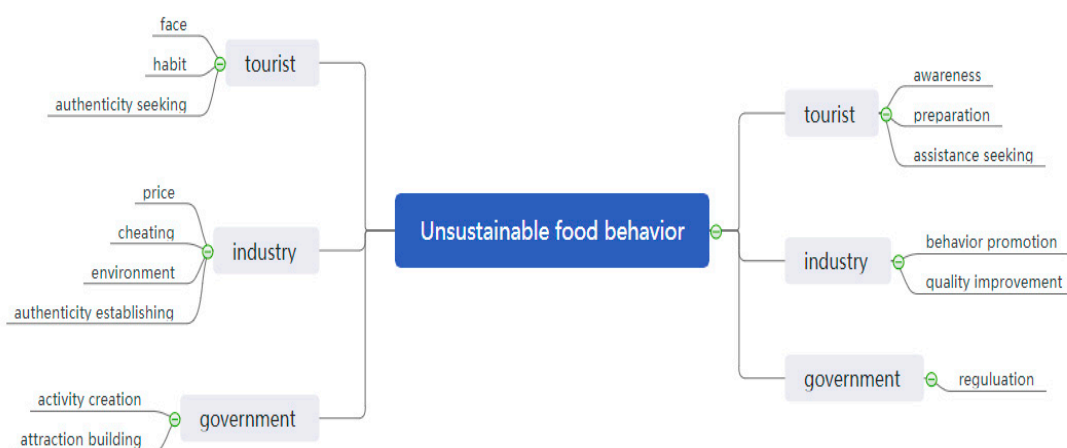 face
habit
authenticity seeking
tourist
price
cheating
environment
authenticity establishing
industry
activity creation
attraction building
government
Unsustainable food behavior
tourist
awareness
preparation
assistance seeking
industry
behavior promotion
quality improvement
government
reguluation